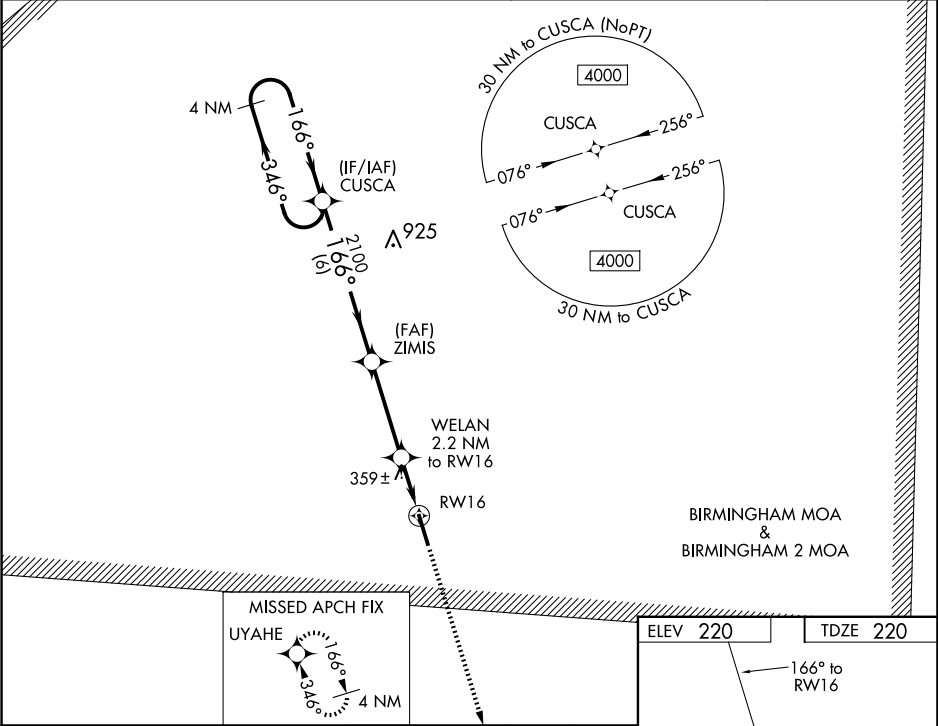 30 NM to CUSCA (NoPT)
4000
CUSCA
256°
076°
256°
076°
CUSCA
4000
30 NM to CUSCA
4 NM
166°
346°
(IF/IAF)
CUSCA
925
2100
166°
(6)
(FAF)
ZIMIS
WELAN
2.2 NM
to RW16
359±
RW16
BIRMINGHAM MOA
&
BIRMINGHAM 2 MOA
MISSED APCH FIX
UYAHE
166°
346°
4 NM
ELEV 220
TDZE 220
166° to
RW16